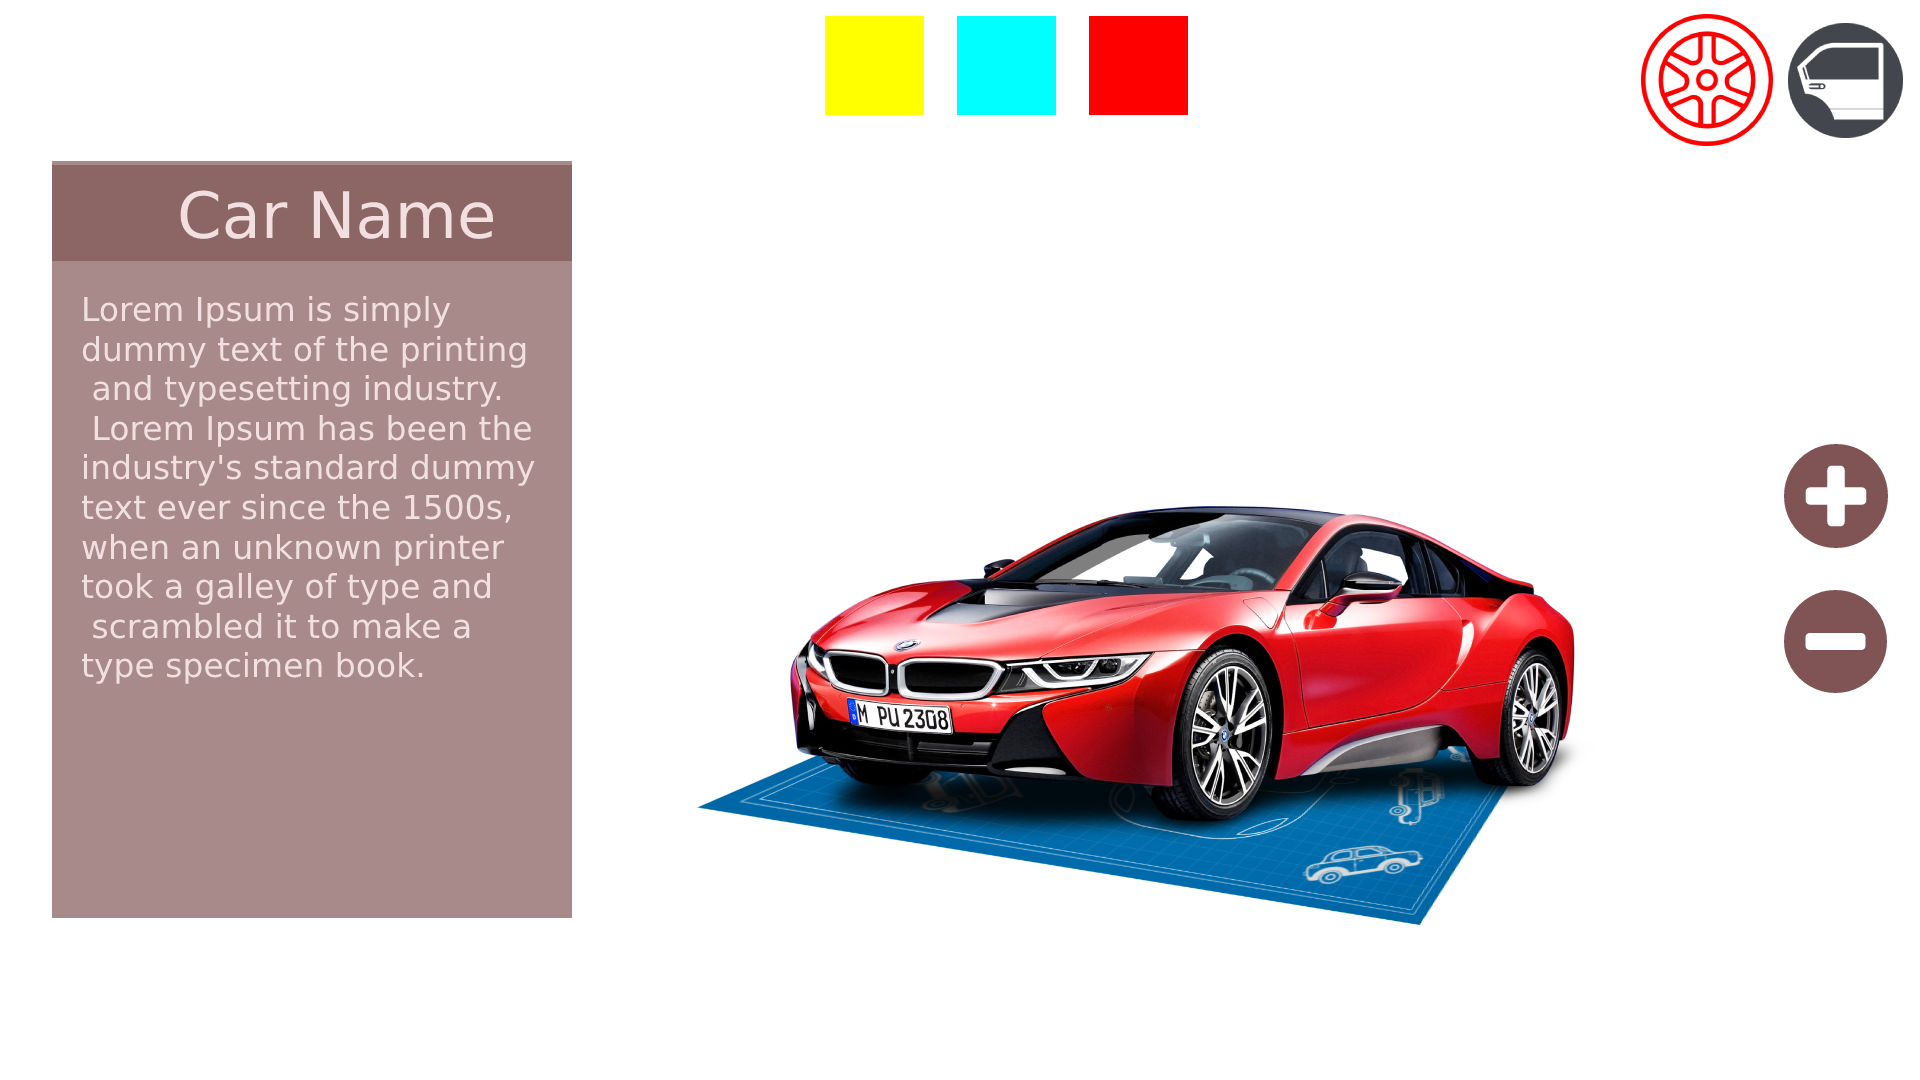 Car Name
Lorem Ipsum is simply
dummy text of the printing
and typesetting industry.
Lorem Ipsum has been the
industry's standard dummy
text ever since the 1500s,
when an unknown printer
took a galley of type and
scrambled it to make a
type specimen book.
M PU 2308